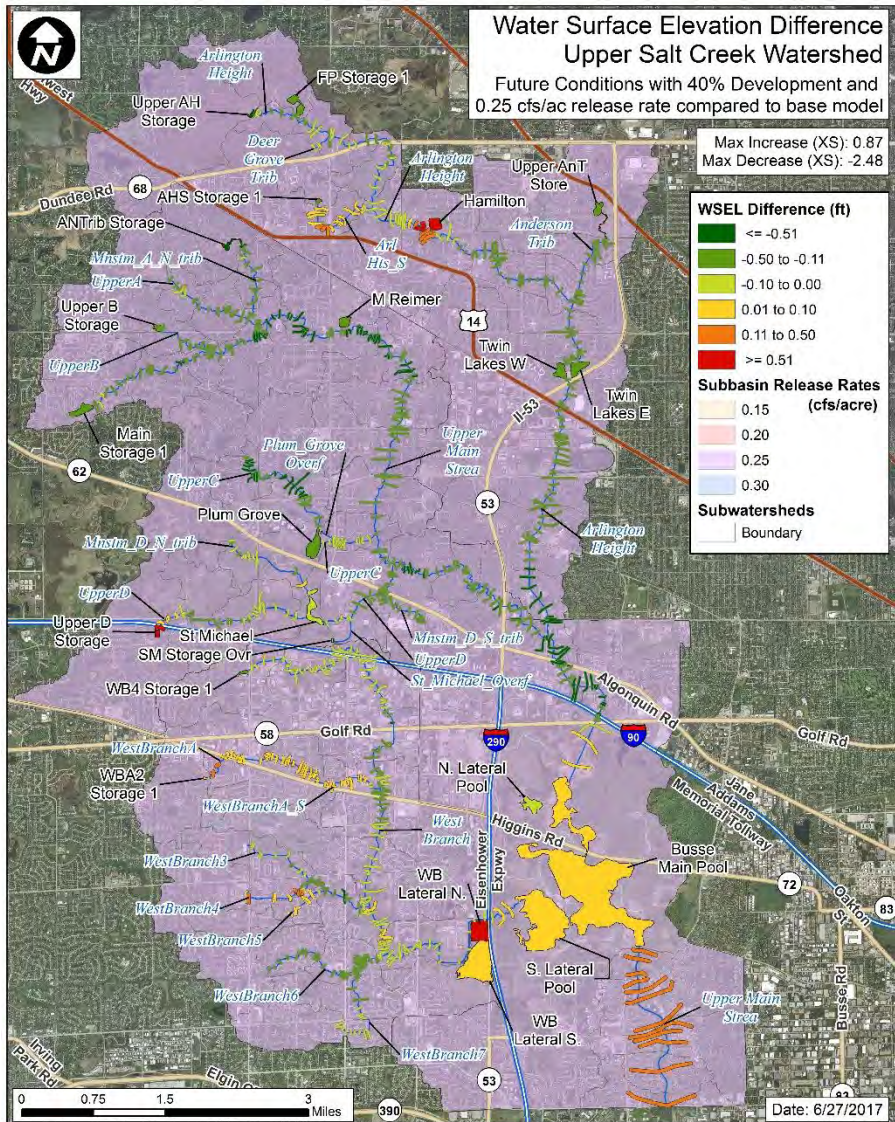 Water Surface Elevation Difference
Upper Salt Creek Watershed
Future Conditions with 40% Development and
0.25 cfs/ac release rate compared to base model
Max Increase (XS): 0.87
Max Decrease (XS): -2.48
WSEL Difference (ft)
<= -0.51
-0.50 to -0.11
-0.10 to 0.00
0.01 to 0.10
0.11 to 0.50
>= 0.51
Subbasin Release Rates
(cfs/acre)
0.15
0.20
0.25
0.30
Subwatersheds
Boundary
N
Hwy
Arlington
Height
FP Storage 1
Upper AH
Storage
Deer
Grove
Trib
Arlington
Height
Upper AnT
Store
Dundee Rd
68
AHS Storage 1
Hamilton
ANTrib Storage
Arl
Hts_S
Anderson
Trib
Mnstm_A_N_trib
UpperA
M Reimer
Upper B
Storage
14
UpperB
Twin
Lakes W
Twin
Lakes E
Il-53
Main
Storage 1
62
Plum_Grove
Overf
Upper
Main
Strea
UpperC
53
Plum Grove
Arlington
Height
Mnstm_D_N_trib
UpperC
UpperD
Upper D
Storage
St Michael
SM Storage Ovr
Mnstm_D_S_trib
UpperD
St_Michael_Overf
WB4 Storage 1
Algonquin Rd
58
Golf Rd
290
90
Golf Rd
WestBranchA
WBA2
Storage 1
N. Lateral
Pool
Jane
Addams
Memorial Tollway
WestBranchA_S
West
Branch
Higgins Rd
Busse
Main Pool
WestBranch3
Eisenhower
Expwy
WB
Lateral N.
72
83
Oakton
St
WestBranch4
WestBranch5
S. Lateral
Pool
WestBranch6
WB
Lateral S.
Upper Main
Strea
Busse Rd
WestBranch7
Irving
Park Rd
Elgin
53
83
390
0 0.75 1.5 3
Miles
Date: 6/27/2017